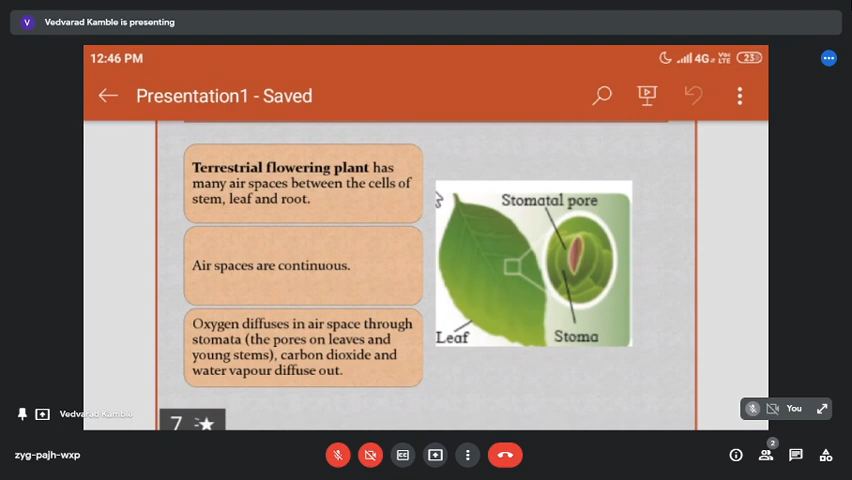 V Vedvarad Kamble is presenting
12:46 PM
4G
Vo
LTE
23
Presentation1 - Saved
Terrestrial flowering plant has
many air spaces between the cells of
stem, leaf and root.
Air spaces are continuous.
Oxygen diffuses in air space through
stomata (the pores on leaves and
young stems), carbon dioxide and
water vapour diffuse out.
Stomatal pore
Leaf
Stoma
7
Vedvarad Kamble
You
zyg-pajh-wxp
2